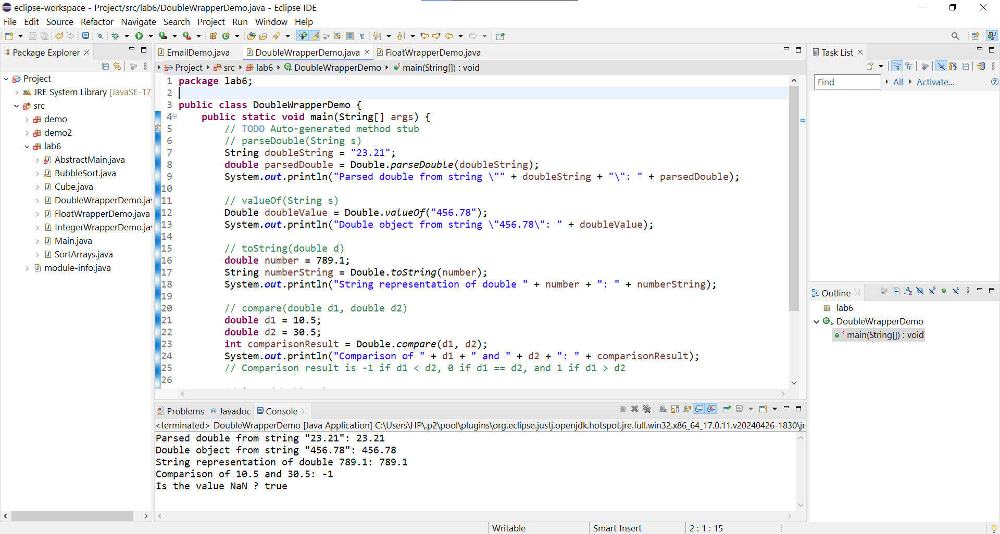 eclipse-workspace - Project/src/lab6/DoubleWrapperDemo.java - Eclipse IDE
File Edit Source Refactor Navigate Search Project Run Window Help
Package Explorer
Project
JRE System Library [JavaSE-17
src
demo
demo2
lab6
AbstractMain.java
BubbleSort.java
Cube.java
DoubleWrapperDemo.ja
FloatWrapperDemo.java
IntegerWrapperDemo.ja
Main.java
SortArrays.java
module-info.java
EmailDemo.java DoubleWrapperDemo.java FloatWrapperDemo.java
Project src lab6 DoubleWrapperDemo main(String[]) : void
1 package lab6;
2
3 public class DoubleWrapperDemo {
4 public static void main(String[] args) {
5 // TODO Auto-generated method stub
6 // parseDouble(String s)
7 String doubleString = "23.21";
8 double parsedDouble = Double.parseDouble(doubleString);
9 System.out.println("Parsed double from string \"" + doubleString + "\": " + parsedDouble);
10
11 // valueOf(String s)
12 Double doubleValue = Double.valueOf("456.78");
13 System.out.println("Double object from string \"456.78\": " + doubleValue);
14
15 // toString(double d)
16 double number = 789.1;
17 String numberString = Double.toString(number);
18 System.out.println("String representation of double " + number + ": " + numberString);
19
20 // compare(double d1, double d2)
21 double d1 = 10.5;
22 double d2 = 30.5;
23 int comparisonResult = Double.compare(d1, d2);
24 System.out.println("Comparison of " + d1 + " and " + d2 + ": " + comparisonResult);
25 // Comparison result is -1 if d1 < d2, 0 if d1 == d2, and 1 if d1 > d2
26
Problems Javadoc Console
<terminated> DoubleWrapperDemo [Java Application] C:\Users\HP\.p2\pool\plugins\org.eclipse.justj.openjdk.hotspot.jre.full.win32.x86_64_17.0.11.v20240426-1830\jr
Parsed double from string "23.21": 23.21
Double object from string "456.78": 456.78
String representation of double 789.1: 789.1
Comparison of 10.5 and 30.5: -1
Is the value NaN ? true
Task List
Find All Activate...
Outline
lab6
DoubleWrapperDemo
main(String[]) : void
Writable Smart Insert 2 : 1 : 15